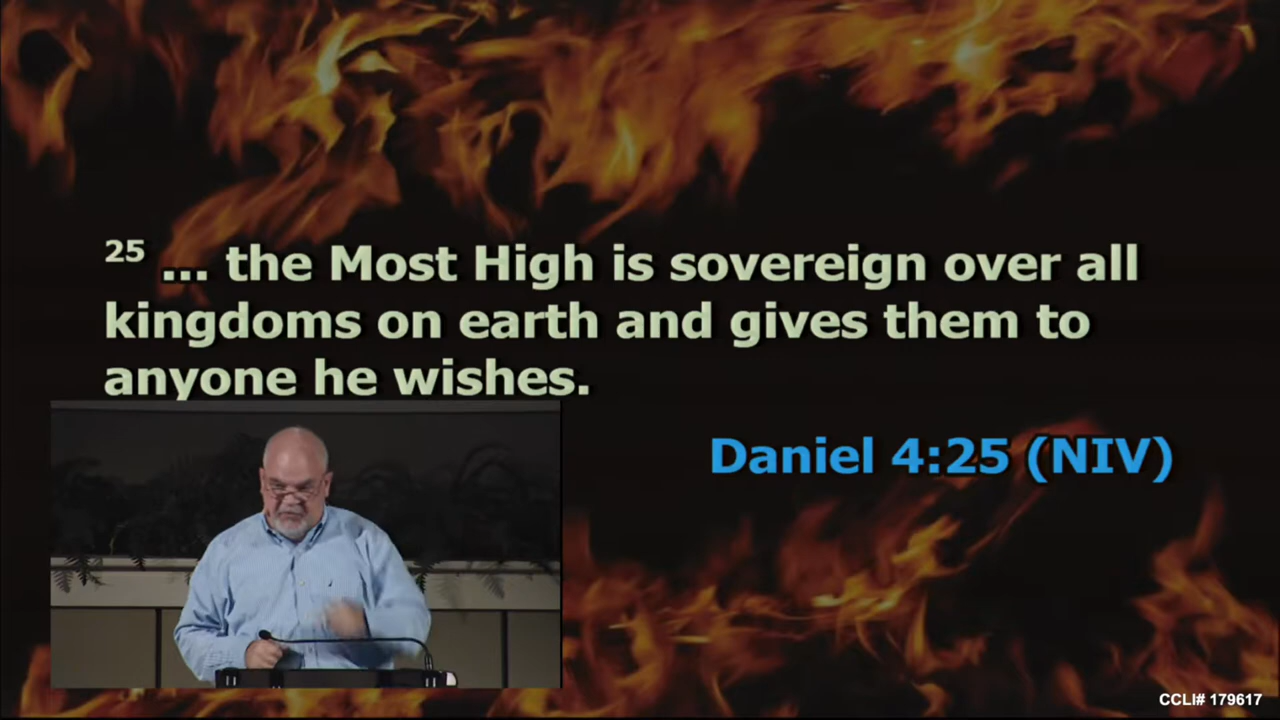 25 ... the Most High is sovereign over all
kingdoms on earth and gives them to
anyone he wishes.
Daniel 4:25 (NIV)
CCLI# 179617